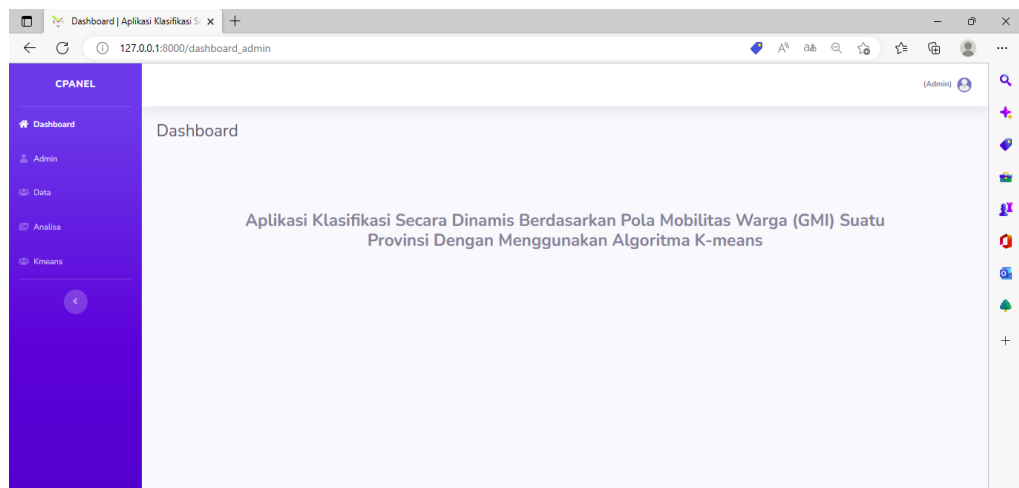 Dashboard | Aplikasi Klasifikasi S
127.0.0.1:8000/dashboard_admin
CPANEL
(Admin)
Dashboard
Admin
Data
Analisa
Kmeans
Dashboard
Aplikasi Klasifikasi Secara Dinamis Berdasarkan Pola Mobilitas Warga (GMI) Suatu
Provinsi Dengan Menggunakan Algoritma K-means